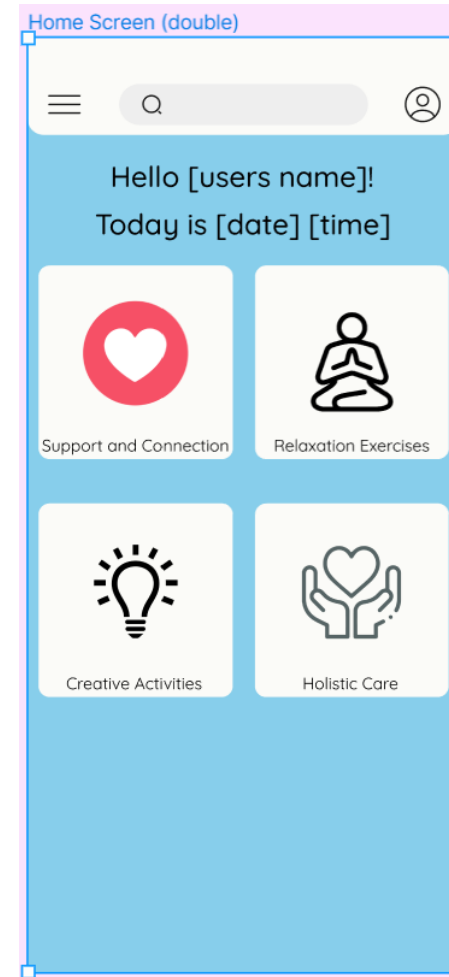 Home Screen (double)
Hello [users name]!
Today is [date] [time]
Support and Connection
Relaxation Exercises
Creative Activities
Holistic Care